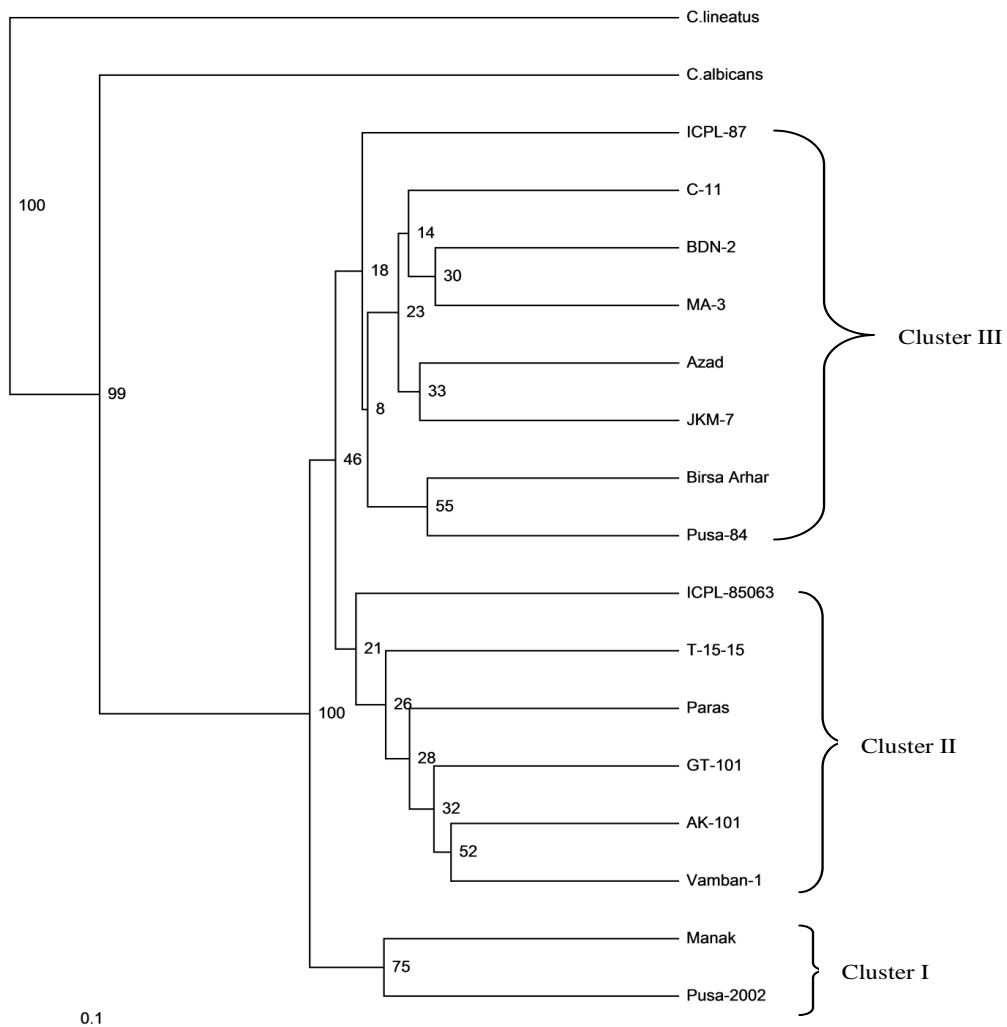 C.lineatus
C.albicans
ICPL-87
C-11
100
14
BDN-2
18
30
MA-3
23
Cluster III
Azad
99
33
8
JKM-7
46
Birsa Arhar
55
Pusa-84
ICPL-85063
21
T-15-15
26
Paras
100
Cluster II
28
GT-101
32
AK-101
52
Vamban-1
Manak
75
Cluster I
Pusa-2002
0.1